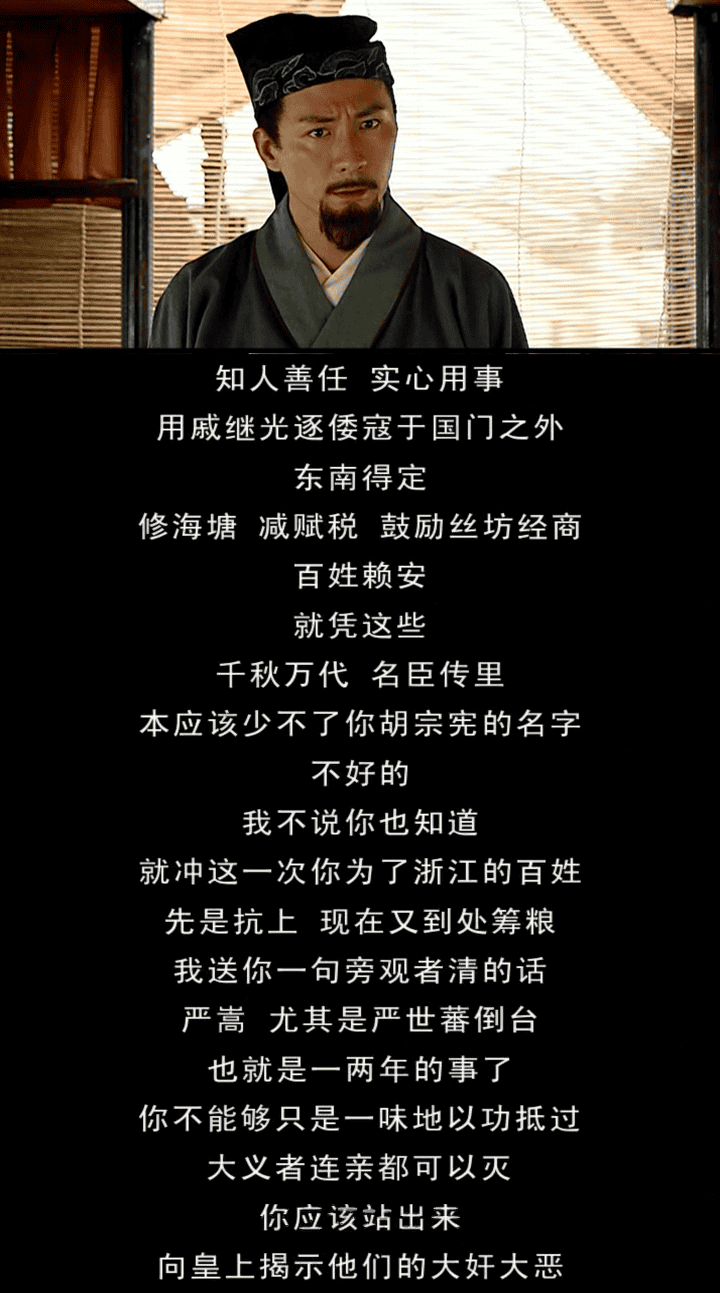 知人善任 实心用事
用戚继光逐倭寇于国门之外
东南得定
修海塘 减赋税 鼓励丝坊经商
百姓赖安
就凭这些
千秋万代 名臣传里
本应该少不了你胡宗宪的名字
不好的
我不说你也知道
就冲这一次你为了浙江的百姓
先是抗上 现在又到处筹粮
我送你一句旁观者清的话
严嵩 尤其是严世蕃倒台
也就是一两年的事了
你不能够只是一味地以功抵过
大义者连亲都可以灭
你应该站出来
向皇上揭示他们的大奸大恶